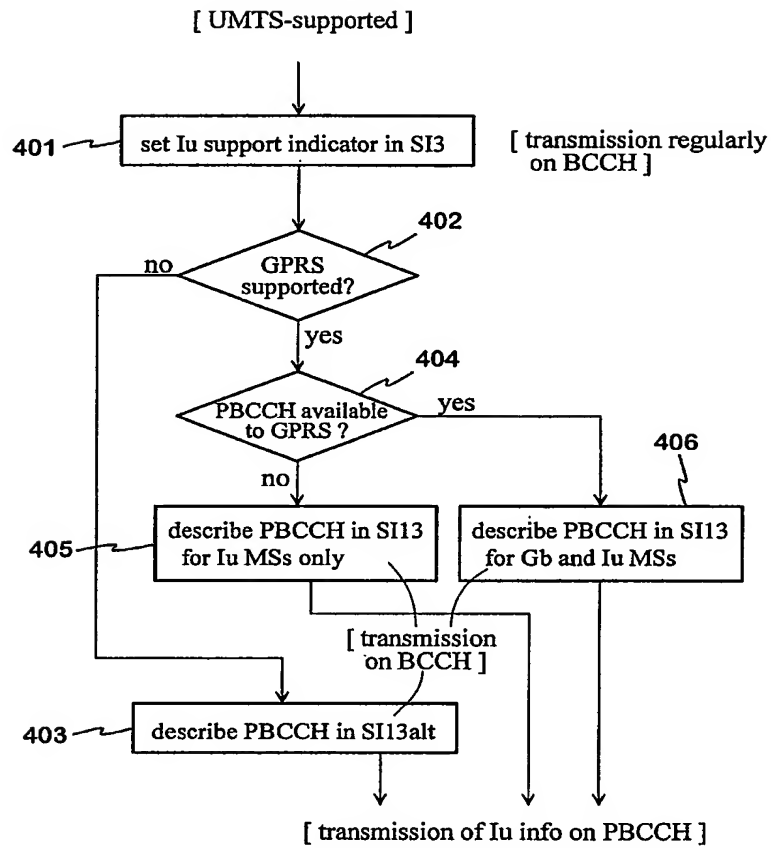 [ UMTS-supported ]
401
set Iu support indicator in SI3
[ transmission regularly
on BCCH ]
402
no
GPRS
supported?
yes
404
PBCCH available
to GPRS ?
yes
406
no
405
describe PBCCH in SI13
for Iu MSs only
describe PBCCH in SI13
for Gb and Iu MSs
[ transmission
on BCCH ]
403
describe PBCCH in SI13alt
[ transmission of Iu info on PBCCH ]